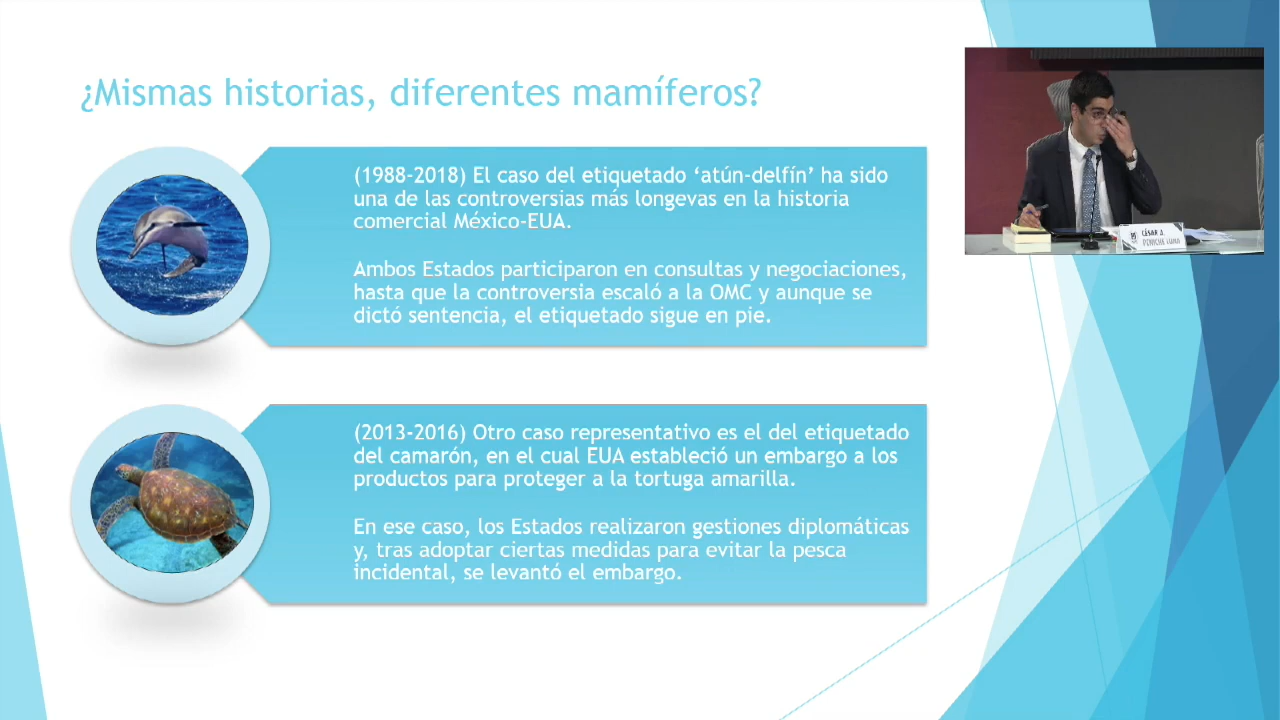 ¿Mismas historias, diferentes mamíferos?
(1988-2018) El caso del etiquetado ‘atún-delfín’ ha sido
una de las controversias más longevas en la historia
comercial México-EUA.
Ambos Estados participaron en consultas y negociaciones,
hasta que la controversia escaló a la OMC y aunque se
dictó sentencia, el etiquetado sigue en pie.
(2013-2016) Otro caso representativo es el del etiquetado
del camarón, en el cual EUA estableció un embargo a los
productos para proteger a la tortuga amarilla.
En ese caso, los Estados realizaron gestiones diplomáticas
y, tras adoptar ciertas medidas para evitar la pesca
incidental, se levantó el embargo.
CÉSAR A.
PENICHE LUNA